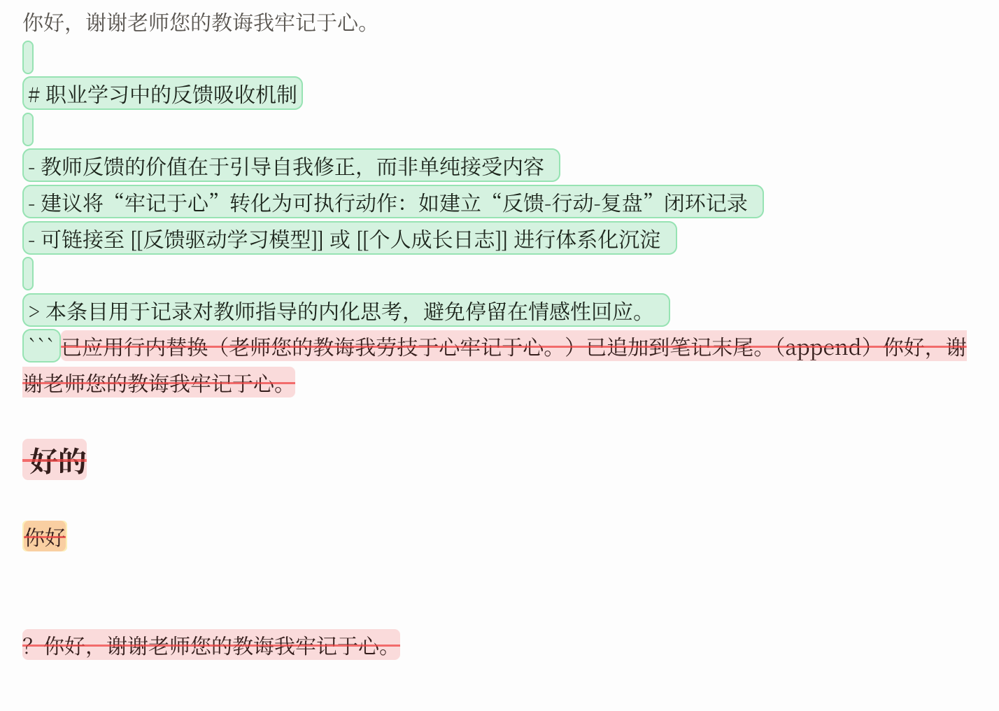 你好，谢谢老师您的教诲我牢记于心。
# 职业学习中的反馈吸收机制
- 教师反馈的价值在于引导自我修正，而非单纯接受内容
- 建议将“牢记于心”转化为可执行动作：如建立“反馈-行动-复盘”闭环记录
- 可链接至 [[反馈驱动学习模型]] 或 [[个人成长日志]] 进行体系化沉淀
> 本条目用于记录对教师指导的内化思考，避免停留在情感性回应。
```已应用行内替换（老师您的教诲我劳技于心牢记于心。）已追加到笔记末尾。（append）你好，谢
谢老师您的教诲我牢记于心。
好的
你好
？你好，谢谢老师您的教诲我牢记于心。